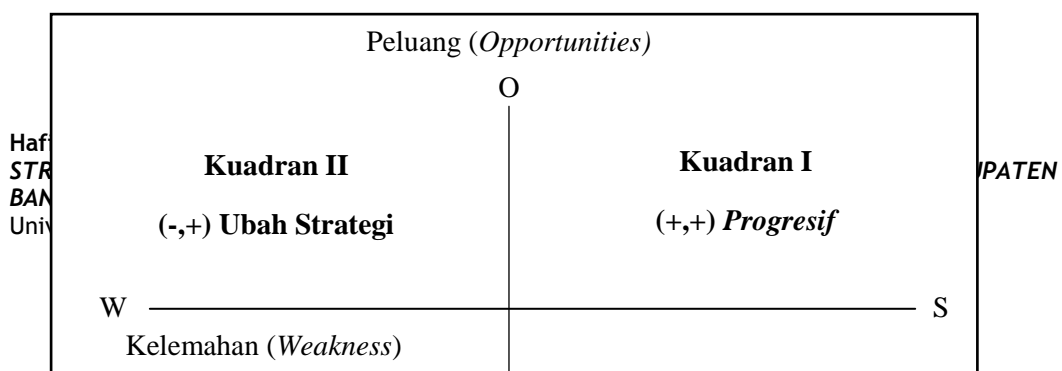 Peluang (Opportunities)
O
Kuadran II
Kuadran I
(-,+) Ubah Strategi
(+,+) Progresif
W
S
Kelemahan (Weakness)